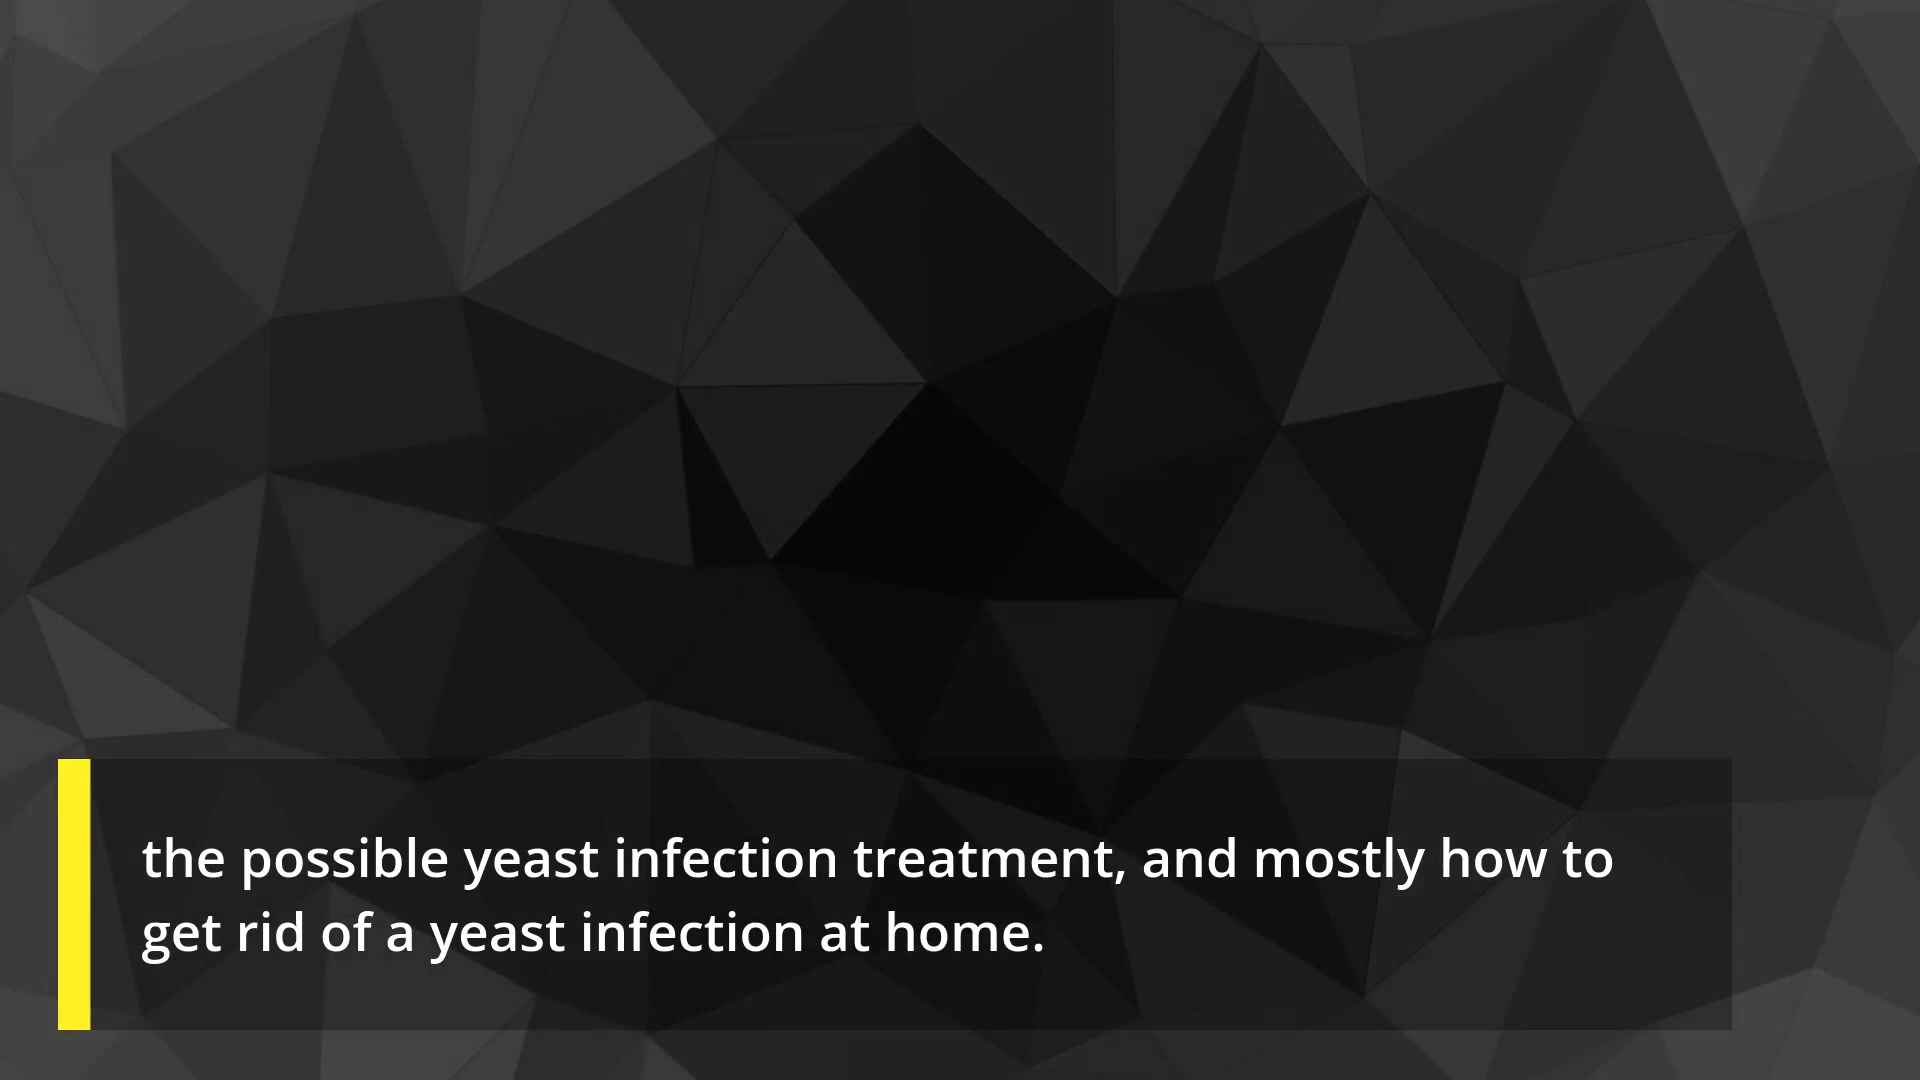 the possible yeast infection treatment, and mostly how to
get rid of a yeast infection at home.